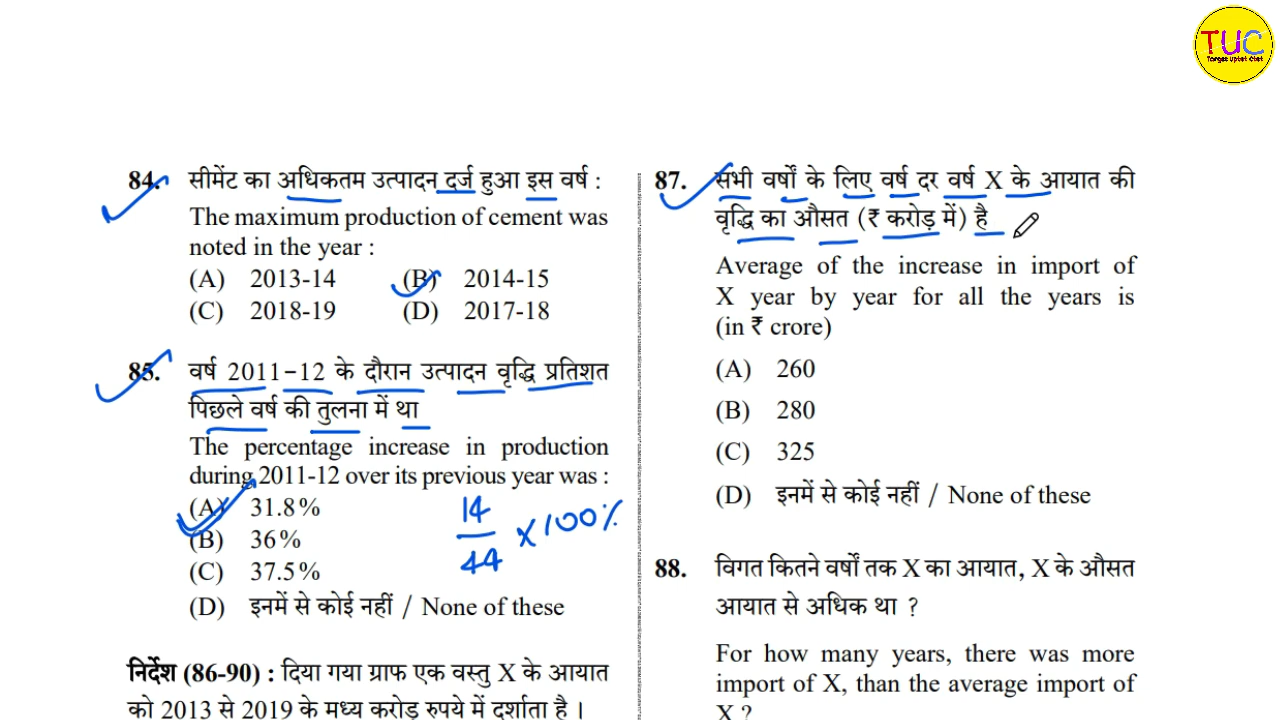 TUC
Target Uptet Ctet
84. सीमेंट का अधिकतम उत्पादन दर्ज हुआ इस वर्ष :
The maximum production of cement was
noted in the year :
(A) 2013-14 (B) 2014-15
(C) 2018-19 (D) 2017-18
85. वर्ष 2011-12 के दौरान उत्पादन वृद्धि प्रतिशत
पिछले वर्ष की तुलना में था
The percentage increase in production
during 2011-12 over its previous year was :
(A) 31.8%
(B) 36%
(C) 37.5%
(D) इनमें से कोई नहीं / None of these
14
44
×100%
निर्देश (86-90) : दिया गया ग्राफ एक वस्तु X के आयात
को 2013 से 2019 के मध्य करोड़ रुपये में दर्शाता है।
87. सभी वर्षों के लिए वर्ष दर वर्ष X के आयात की
वृद्धि का औसत (₹ करोड़ में) है
Average of the increase in import of
X year by year for all the years is
(in ₹ crore)
(A) 260
(B) 280
(C) 325
(D) इनमें से कोई नहीं / None of these
88. विगत कितने वर्षों तक X का आयात, X के औसत
आयात से अधिक था ?
For how many years, there was more
import of X, than the average import of
X ?